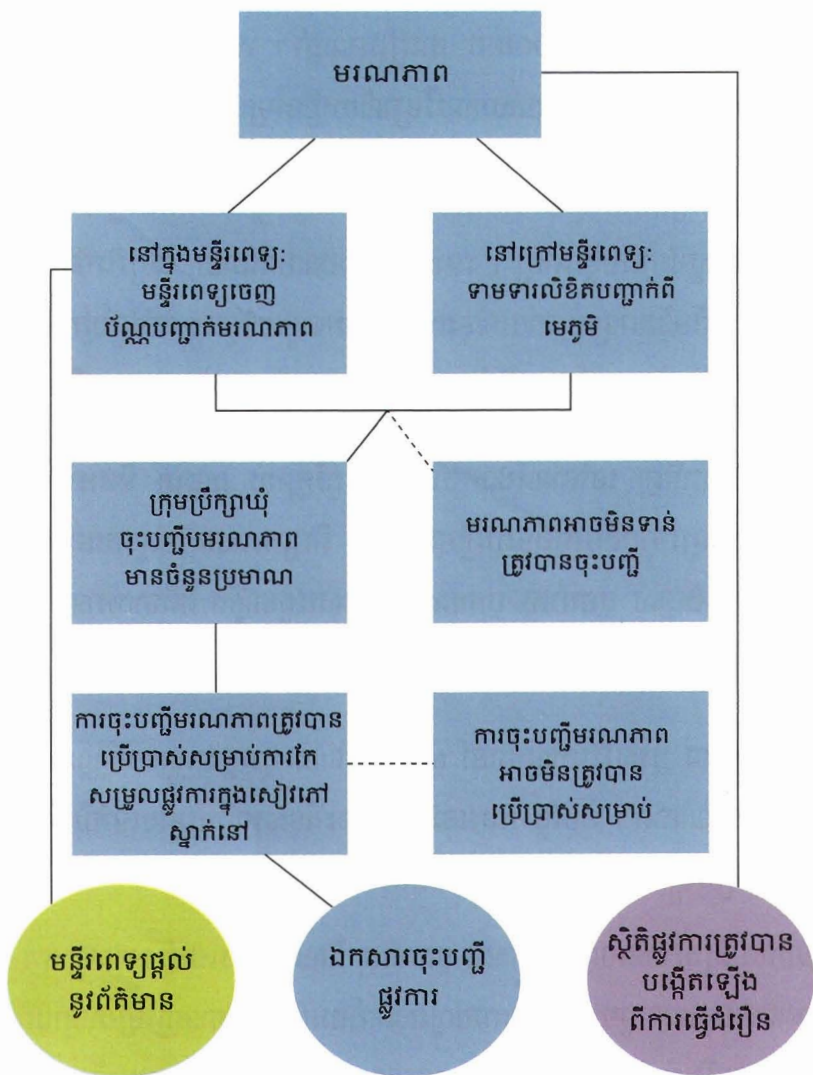 មរណភាព
នៅក្នុងមន្ទីរពេទ្យ:
មន្ទីរពេទ្យចេញ
ប័ណ្ណបញ្ជាក់មរណភាព
នៅក្រៅមន្ទីរពេទ្យ:
ទាមទារលិខិតបញ្ជាក់ពី
មេភូមិ
ក្រុមប្រឹក្សាឃុំ
ចុះបញ្ជីបមរណភាព
មានចំនួនប្រមាណ
មរណភាពអាចមិនទាន់
ត្រូវបានចុះបញ្ជី
ការចុះបញ្ជីមរណភាពត្រូវបាន
ប្រើប្រាស់សម្រាប់ការកែ
សម្រួលផ្លូវការក្នុងសៀវភៅ
ស្នាក់នៅ
ការចុះបញ្ជីមរណភាព
អាចមិនត្រូវបាន
ប្រើប្រាស់សម្រាប់
មន្ទីរពេទ្យផ្តល់
នូវព័ត៌មាន
ឯកសារចុះបញ្ជី
ផ្លូវការ
ស្ថិតិផ្លូវការត្រូវបាន
បង្កើតឡើង
ពីការធ្វើជំរឿន